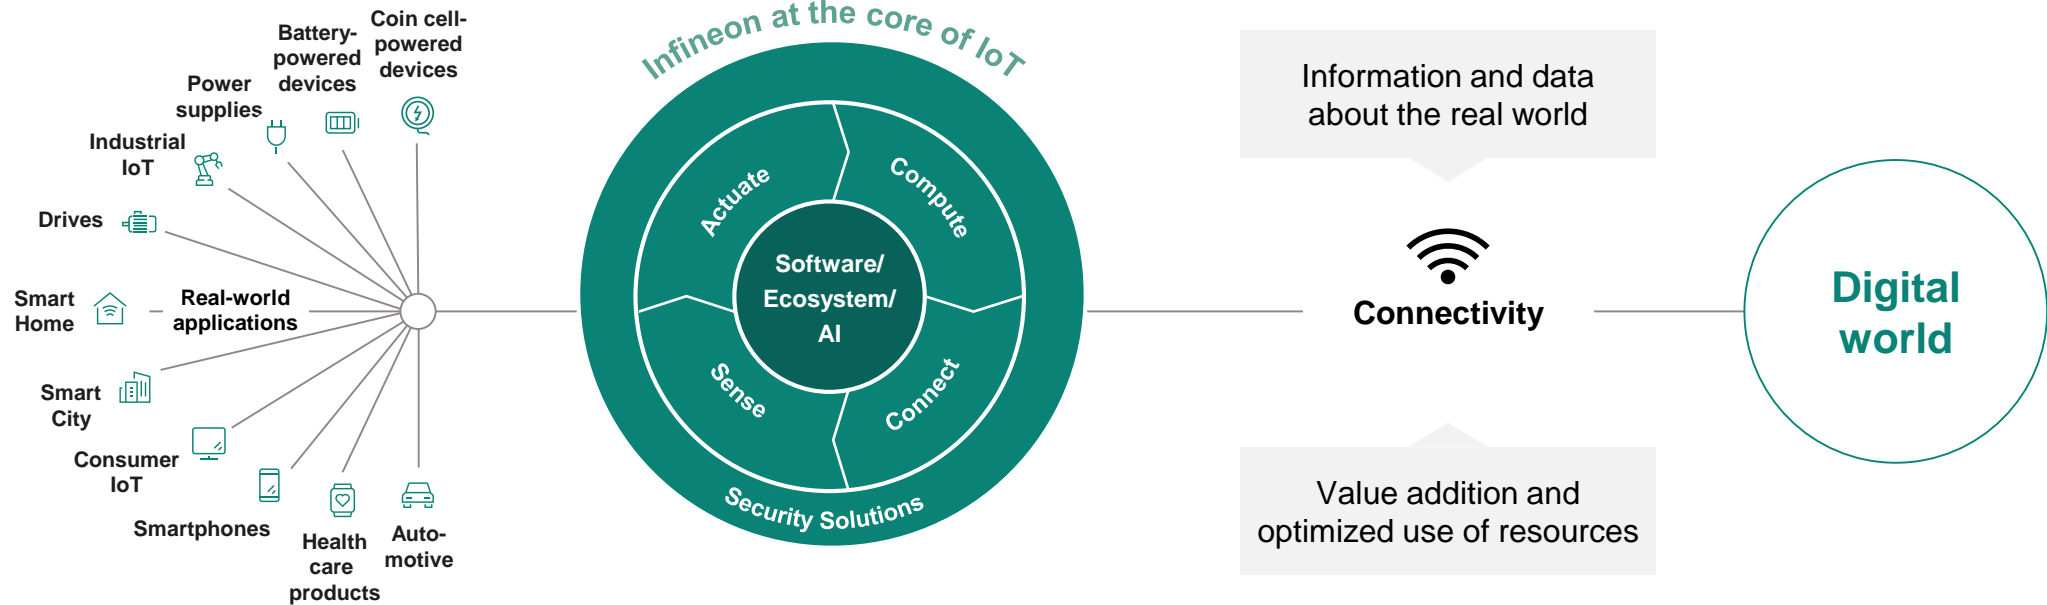 Coin cell-
powered
devices
Battery-
powered
devices
Power
supplies
Industrial
IoT
Drives
Smart
Home
Real-world
applications
Smart
City
Consumer
IoT
Smartphones
Health
care
products
Auto-
motive
Infineon at the core of IoT
Actuate
Compute
Software/
Ecosystem/
AI
Sense
Connect
Security Solutions
Information and data
about the real world
Connectivity
Value addition and
optimized use of resources
Digital
world